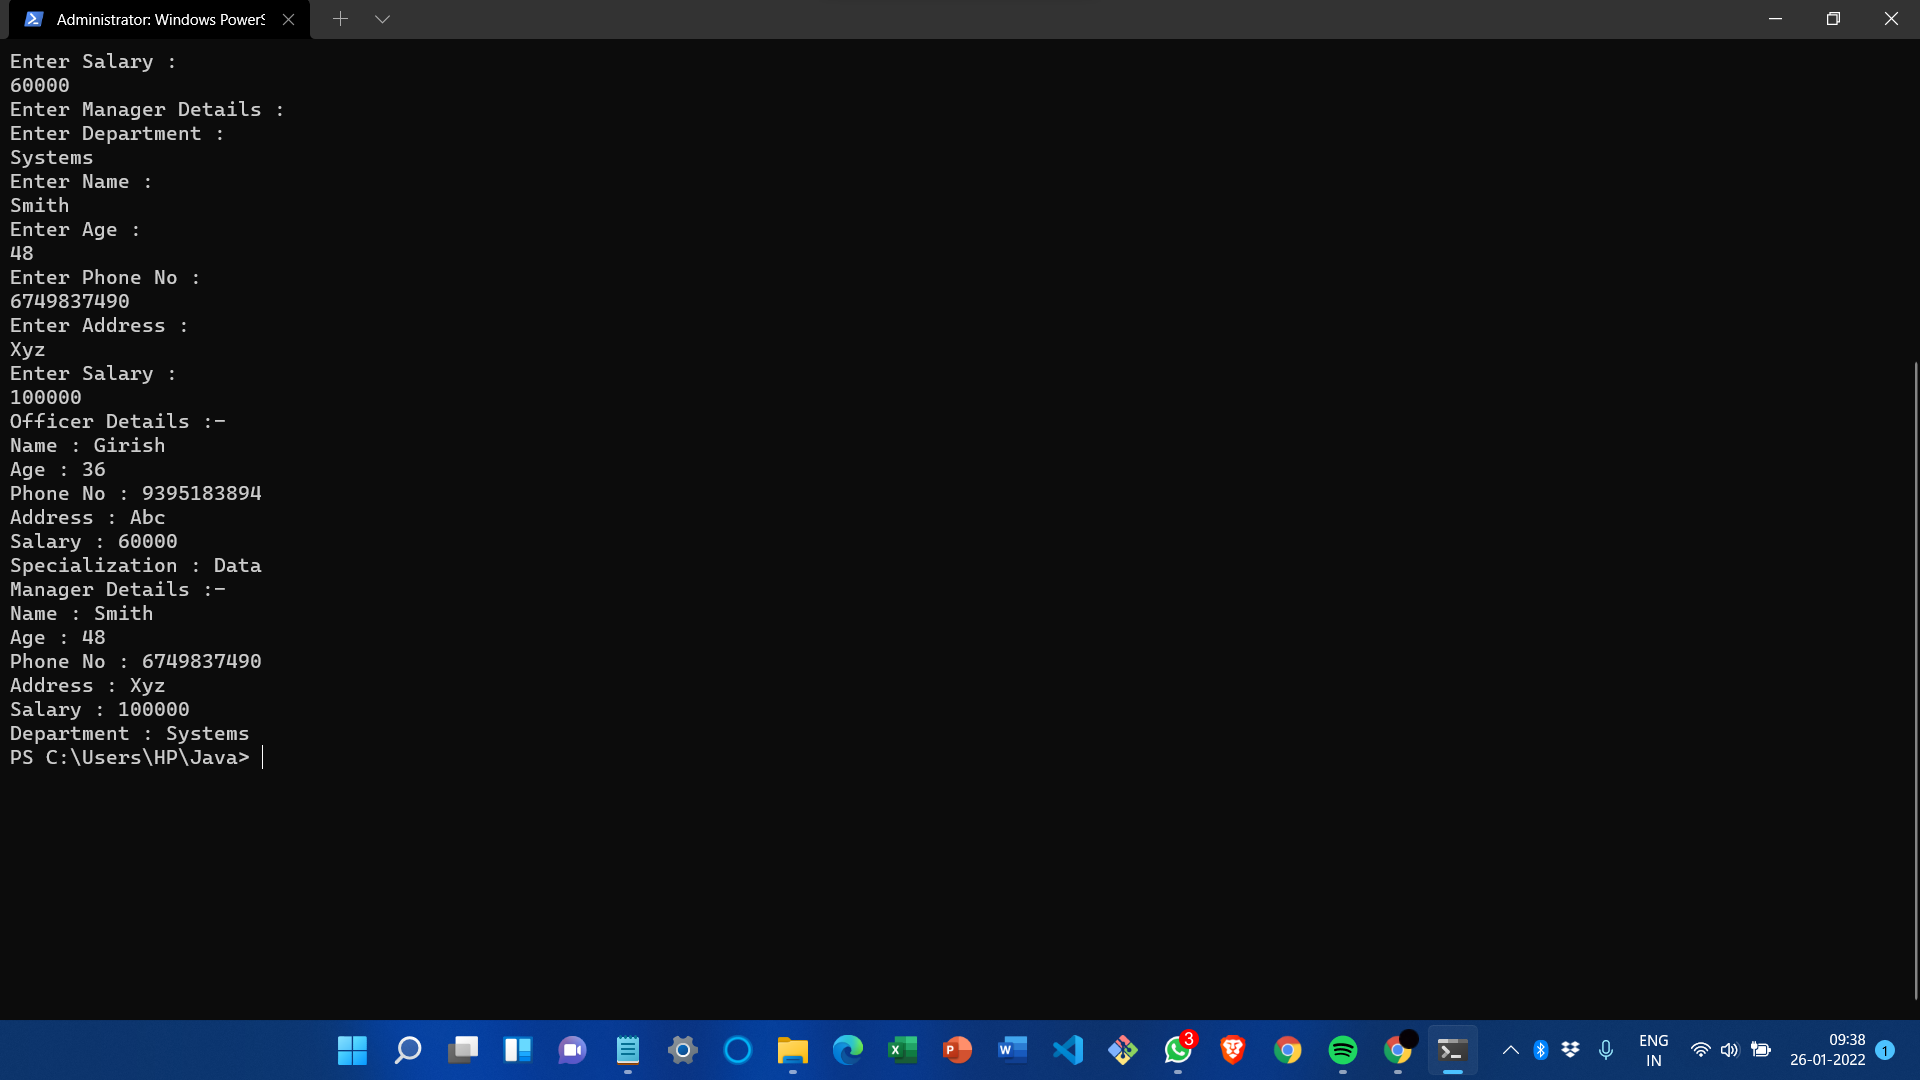 Administrator: Windows PowerS
Enter Salary :
60000
Enter Manager Details :
Enter Department :
Systems
Enter Name :
Smith
Enter Age :
48
Enter Phone No :
6749837490
Enter Address :
Xyz
Enter Salary :
100000
Officer Details :-
Name : Girish
Age : 36
Phone No : 9395183894
Address : Abc
Salary : 60000
Specialization : Data
Manager Details :-
Name : Smith
Age : 48
Phone No : 6749837490
Address : Xyz
Salary : 100000
Department : Systems
PS C:\Users\HP\Java>
3
ENG
IN
09:38
26-01-2022
1